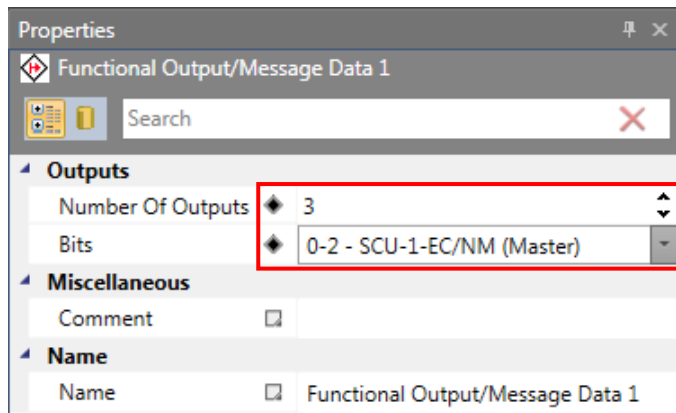 Properties
Functional Output/Message Data 1
Search
Outputs
Number Of Outputs 3
Bits 0-2 - SCU-1-EC/NM (Master)
Miscellaneous
Comment
Name
Name Functional Output/Message Data 1